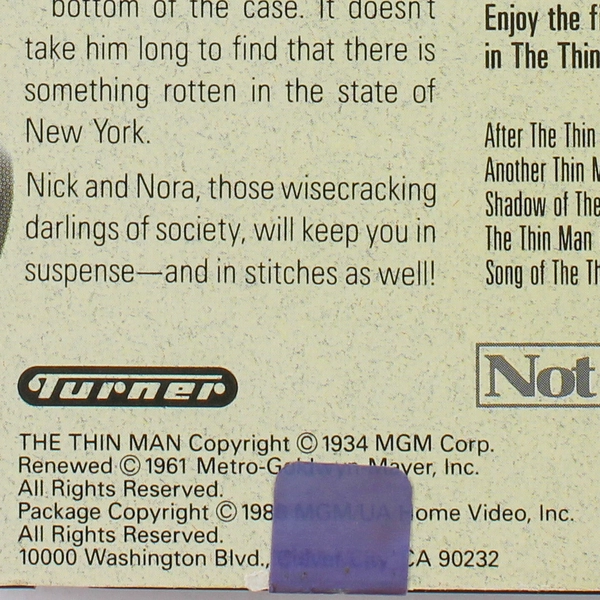 bottom of the case. It doesn't
take him long to find that there is
something rotten in the state of
New York.
Nick and Nora, those wisecracking
darlings of society, will keep you in
suspense—and in stitches as well!
Turner
THE THIN MAN Copyright © 1934 MGM Corp.
Renewed © 1961 Metro-Goldwyn-Mayer, Inc.
All Rights Reserved.
Package Copyright © 198 MGM/UA Home Video, Inc.
All Rights Reserved.
10000 Washington Blvd., Culver City, CA 90232
Enjoy the f
in The Thin
After The Thin
Another Thin M
Shadow of The
The Thin Man
Song of The Th
Not